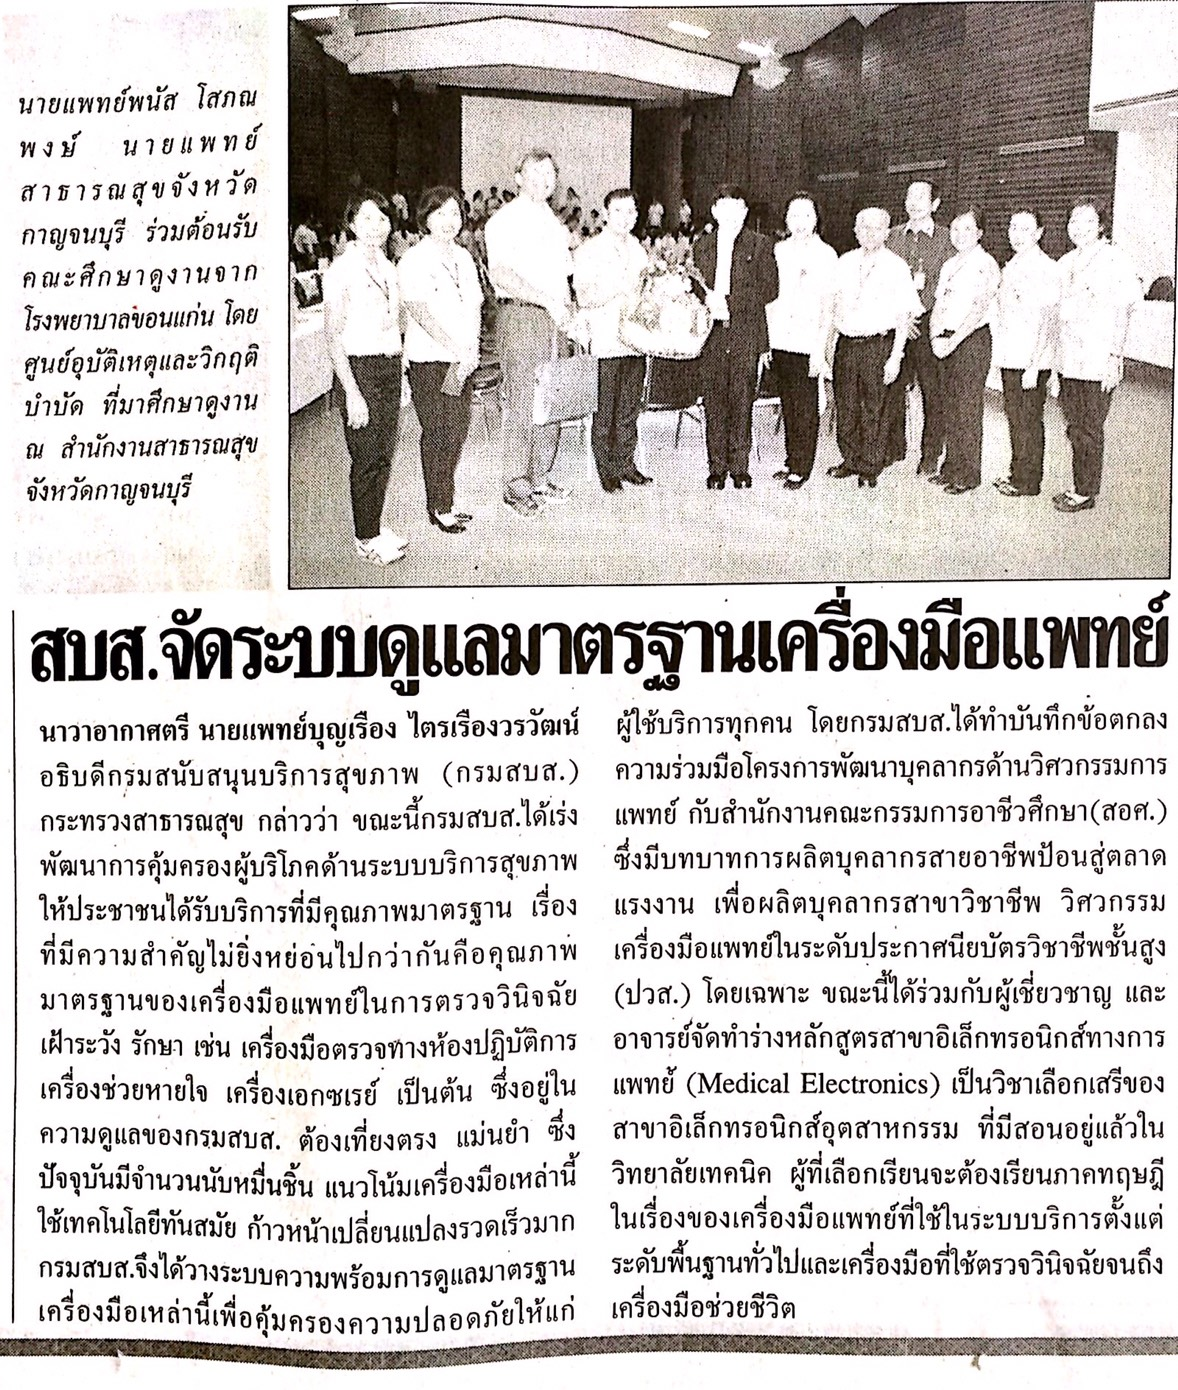 นายแพทย์พนัส โสภณ
พงษ์ นายแพทย์
สาธารณสุขจังหวัด
กาญจนบุรี ร่วมต้อนรับ
คณะศึกษาดูงานจาก
โรงพยาบาลขอนแก่น โดย
ศูนย์อุบัติเหตุและวิกฤติ
บำบัด ที่มาศึกษาดูงาน
ณ สำนักงานสาธารณสุข
จังหวัดกาญจนบุรี
สบส.จัดระบบดูแลมาตรฐานเครื่องมือแพทย์
นาวาอากาศตรี นายแพทย์บุญเรือง ไตรเรืองวรวัฒน์
อธิบดีกรมสนับสนุนบริการสุขภาพ (กรมสบส.)
กระทรวงสาธารณสุข กล่าวว่า ขณะนี้กรมสบส.ได้เร่ง
พัฒนาการคุ้มครองผู้บริโภคด้านระบบบริการสุขภาพ
ให้ประชาชนได้รับบริการที่มีคุณภาพมาตรฐาน เรื่อง
ที่มีความสำคัญไม่ยิ่งหย่อนไปกว่ากันคือคุณภาพ
มาตรฐานของเครื่องมือแพทย์ในการตรวจวินิจฉัย
เฝ้าระวัง รักษา เช่น เครื่องมือตรวจทางห้องปฏิบัติการ
เครื่องช่วยหายใจ เครื่องเอกซเรย์ เป็นต้น ซึ่งอยู่ใน
ความดูแลของกรมสบส. ต้องเที่ยงตรง แม่นยำ ซึ่ง
ปัจจุบันมีจำนวนนับหมื่นชิ้น แนวโน้มเครื่องมือเหล่านี้
ใช้เทคโนโลยีทันสมัย ก้าวหน้าเปลี่ยนแปลงรวดเร็วมาก
กรมสบส.จึงได้วางระบบความพร้อมการดูแลมาตรฐาน
เครื่องมือเหล่านี้เพื่อคุ้มครองความปลอดภัยให้แก่
ผู้ใช้บริการทุกคน โดยกรมสบส.ได้ทำบันทึกข้อตกลง
ความร่วมมือโครงการพัฒนาบุคลากรด้านวิศวกรรมการ
แพทย์ กับสำนักงานคณะกรรมการอาชีวศึกษา(สอศ.)
ซึ่งมีบทบาทการผลิตบุคลากรสายอาชีพป้อนสู่ตลาด
แรงงาน เพื่อผลิตบุคลากรสาขาวิชาชีพ วิศวกรรม
เครื่องมือแพทย์ในระดับประกาศนียบัตรวิชาชีพชั้นสูง
(ปวส.) โดยเฉพาะ ขณะนี้ได้ร่วมกับผู้เชี่ยวชาญ และ
อาจารย์จัดทำร่างหลักสูตรสาขาอิเล็กทรอนิกส์ทางการ
แพทย์ (Medical Electronics) เป็นวิชาเลือกเสรีของ
สาขาอิเล็กทรอนิกส์อุตสาหกรรม ที่มีสอนอยู่แล้วใน
วิทยาลัยเทคนิค ผู้ที่เลือกเรียนจะต้องเรียนภาคทฤษฎี
ในเรื่องของเครื่องมือแพทย์ที่ใช้ในระบบบริการตั้งแต่
ระดับพื้นฐานทั่วไปและเครื่องมือที่ใช้ตรวจวินิจฉัยจนถึง
เครื่องมือช่วยชีวิต